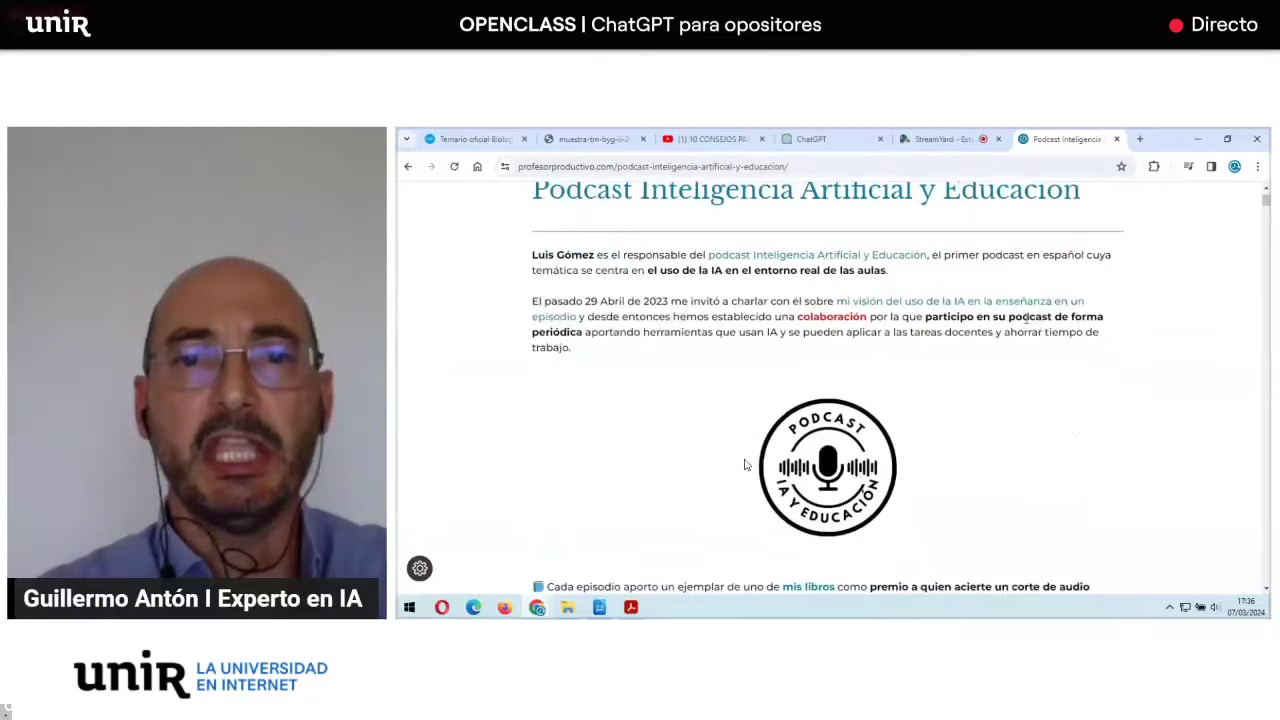 unir
OPENCLASS | ChatGPT para opositores
Directo
Temario oficial Biolog
muestra-tm-byg-ii-2
(1) 10 CONSEJOS PA
ChatGPT
StreamYard - Est
Podcast Inteligencia
profesorproductivo.com/podcast-inteligencia-artificial-y-educacion/
Podcast Inteligencia Artificial y Educación
Luis Gómez es el responsable del podcast Inteligencia Artificial y Educación, el primer podcast en español cuya
temática se centra en el uso de la IA en el entorno real de las aulas.
El pasado 29 Abril de 2023 me invitó a charlar con él sobre mi visión del uso de la IA en la enseñanza en un
episodio y desde entonces hemos establecido una colaboración por la que participo en su podcast de forma
periódica aportando herramientas que usan IA y se pueden aplicar a las tareas docentes y ahorrar tiempo de
trabajo.
PODCAST
IA Y EDUCACIÓN
Cada episodio aporto un ejemplar de uno de mis libros como premio a quien acierte un corte de audio
17:36
07/03/2024
Guillermo Antón I Experto en IA
unir LA UNIVERSIDAD
EN INTERNET